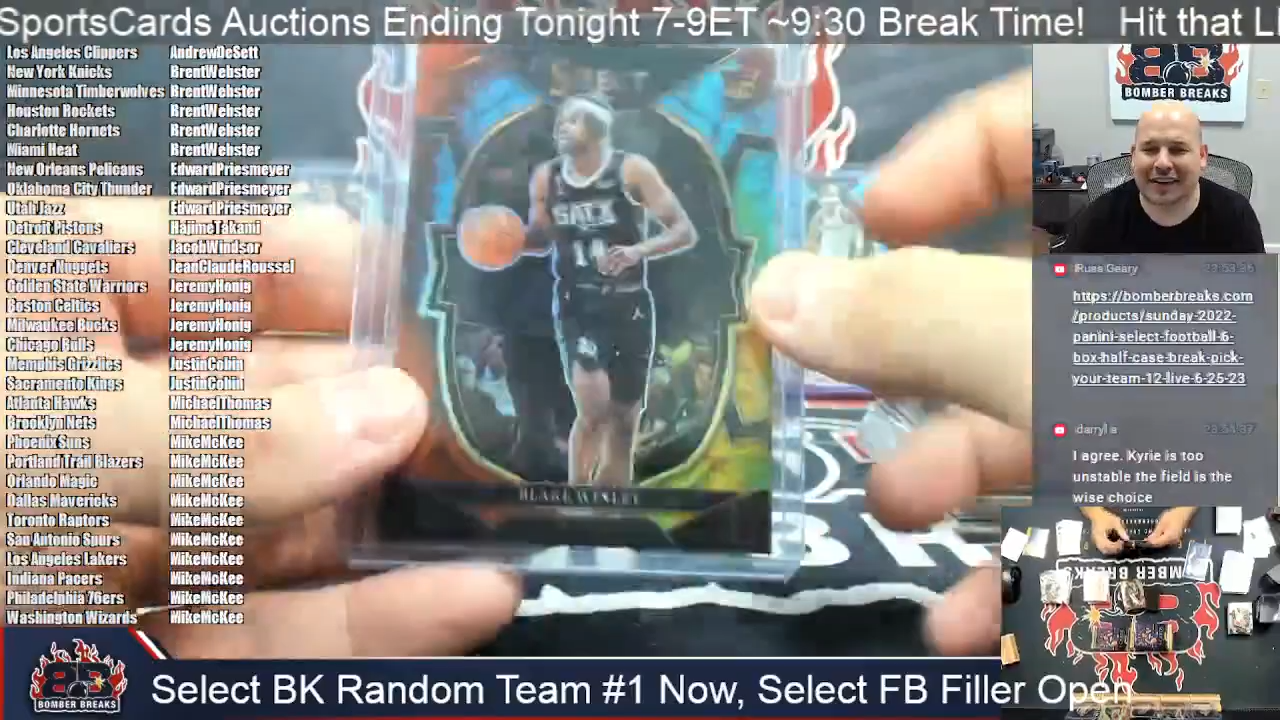 SportsCards Auctions Ending Tonight 7-9ET ~9:30 Break Time!   Hit that L
Los Angeles Clippers AndrewDeSett
New York Knicks BrentWebster
Minnesota Timberwolves BrentWebster
Houston Rockets BrentWebster
Charlotte Hornets BrentWebster
Miami Heat BrentWebster
New Orleans Pelicans EdwardPriesmeyer
Oklahoma City Thunder EdwardPriesmeyer
Utah Jazz EdwardPriesmeyer
Detroit Pistons HajimeTakami
Cleveland Cavaliers JacobWindsor
Denver Nuggets JeanClaudeRoussel
Golden State Warriors JeremyHonig
Boston Celtics JeremyHonig
Milwaukee Bucks JeremyHonig
Chicago Bulls JeremyHonig
Memphis Grizzlies JustinCobin
Sacramento Kings JustinCobin
Atlanta Hawks MichaelThomas
Brooklyn Nets MichaelThomas
Phoenix Suns MikeMcKee
Portland Trail Blazers MikeMcKee
Orlando Magic MikeMcKee
Dallas Mavericks MikeMcKee
Toronto Raptors MikeMcKee
San Antonio Spurs MikeMcKee
Los Angeles Lakers MikeMcKee
Indiana Pacers MikeMcKee
Philadelphia 76ers MikeMcKee
Washington Wizards MikeMcKee
14
BLAKE WESLEY
BOMBER BREAKS
Russ Geary
https://bomberbreaks.com
/products/sunday-2022-
panini-select-football-6-
box-half-case-break-pick-
your-team-12-live-6-25-23
darryl a
I agree. Kyrie is too
unstable the field is the
wise choice
BOMBER BREAKS
Select BK Random Team #1 Now, Select FB Filler Open